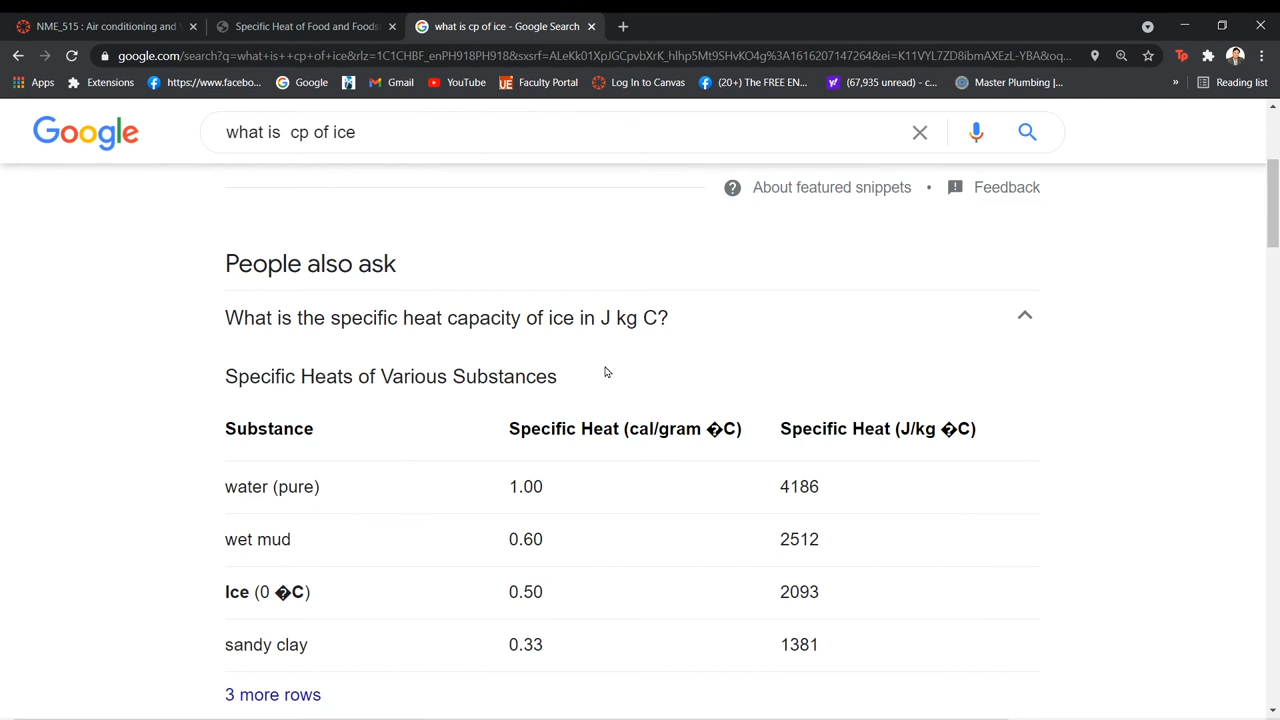 NME_515 : Air conditioning and
Specific Heat of Food and Foods
what is cp of ice - Google Search
google.com/search?q=what+is++cp+of+ice&rlz=1C1CHBF_enPH918PH918&sxsrf=ALeKk01XpJGCpvbXrK_hlhp5Mt9SHvKO4g%3A1616207147264&ei=K11VYL7ZD8ibmAXEzL-YBA&oq...
Apps
Extensions
https://www.facebo...
Google
Gmail
YouTube
UE
Faculty Portal
Log In to Canvas
(20+) The FREE EN...
(67,935 unread) - c...
Master Plumbing |...
»
Reading list
Google
what is  cp of ice
About featured snippets • Feedback
People also ask
What is the specific heat capacity of ice in J kg C?
Specific Heats of Various Substances
Substance Specific Heat (cal/gram �C) Specific Heat (J/kg �C)
water (pure) 1.00 4186
wet mud 0.60 2512
Ice (0 �C) 0.50 2093
sandy clay 0.33 1381
3 more rows